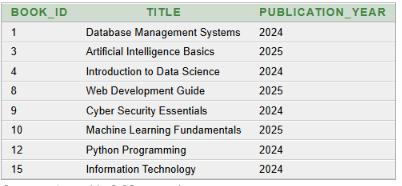 BOOK_ID TITLE PUBLICATION_YEAR
1 Database Management Systems 2024
3 Artificial Intelligence Basics 2025
4 Introduction to Data Science 2024
8 Web Development Guide 2025
9 Cyber Security Essentials 2024
10 Machine Learning Fundamentals 2025
12 Python Programming 2024
15 Information Technology 2024